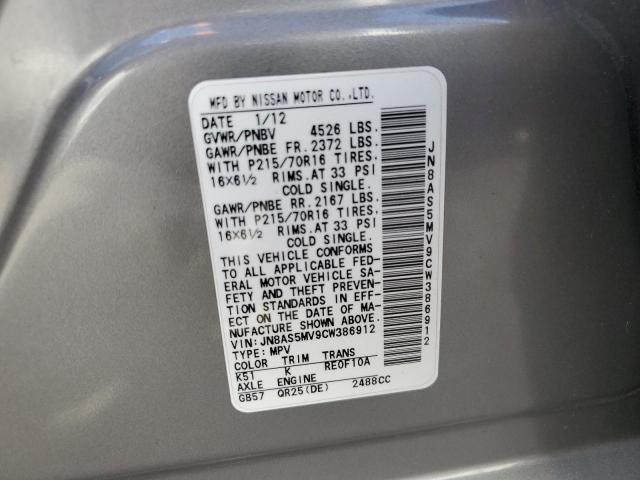 MFD BY NISSAN MOTOR CO.,LTD.
DATE 1/12
GVWR/PNBV 4526 LBS.
GAWR/PNBE FR. 2372 LBS.
WITH P215/70R16 TIRES,
16X6½ RIMS.AT 33 PSI
COLD SINGLE.
GAWR/PNBE RR. 2167 LBS.
WITH P215/70R16 TIRES,
16X6½ RIMS.AT 33 PSI
COLD SINGLE.
THIS VEHICLE CONFORMS
TO ALL APPLICABLE FED-
ERAL MOTOR VEHICLE SA-
FETY AND THEFT PREVEN-
TION STANDARDS IN EFF-
ECT ON THE DATE OF MA-
NUFACTURE SHOWN ABOVE.
VIN: JN8AS5MV9CW386912
TYPE: MPV
COLOR TRIM TRANS
K51 K RE0F10A
AXLE ENGINE
GB57 QR25(DE) 2488CC
JN8AS5MV9CW386912